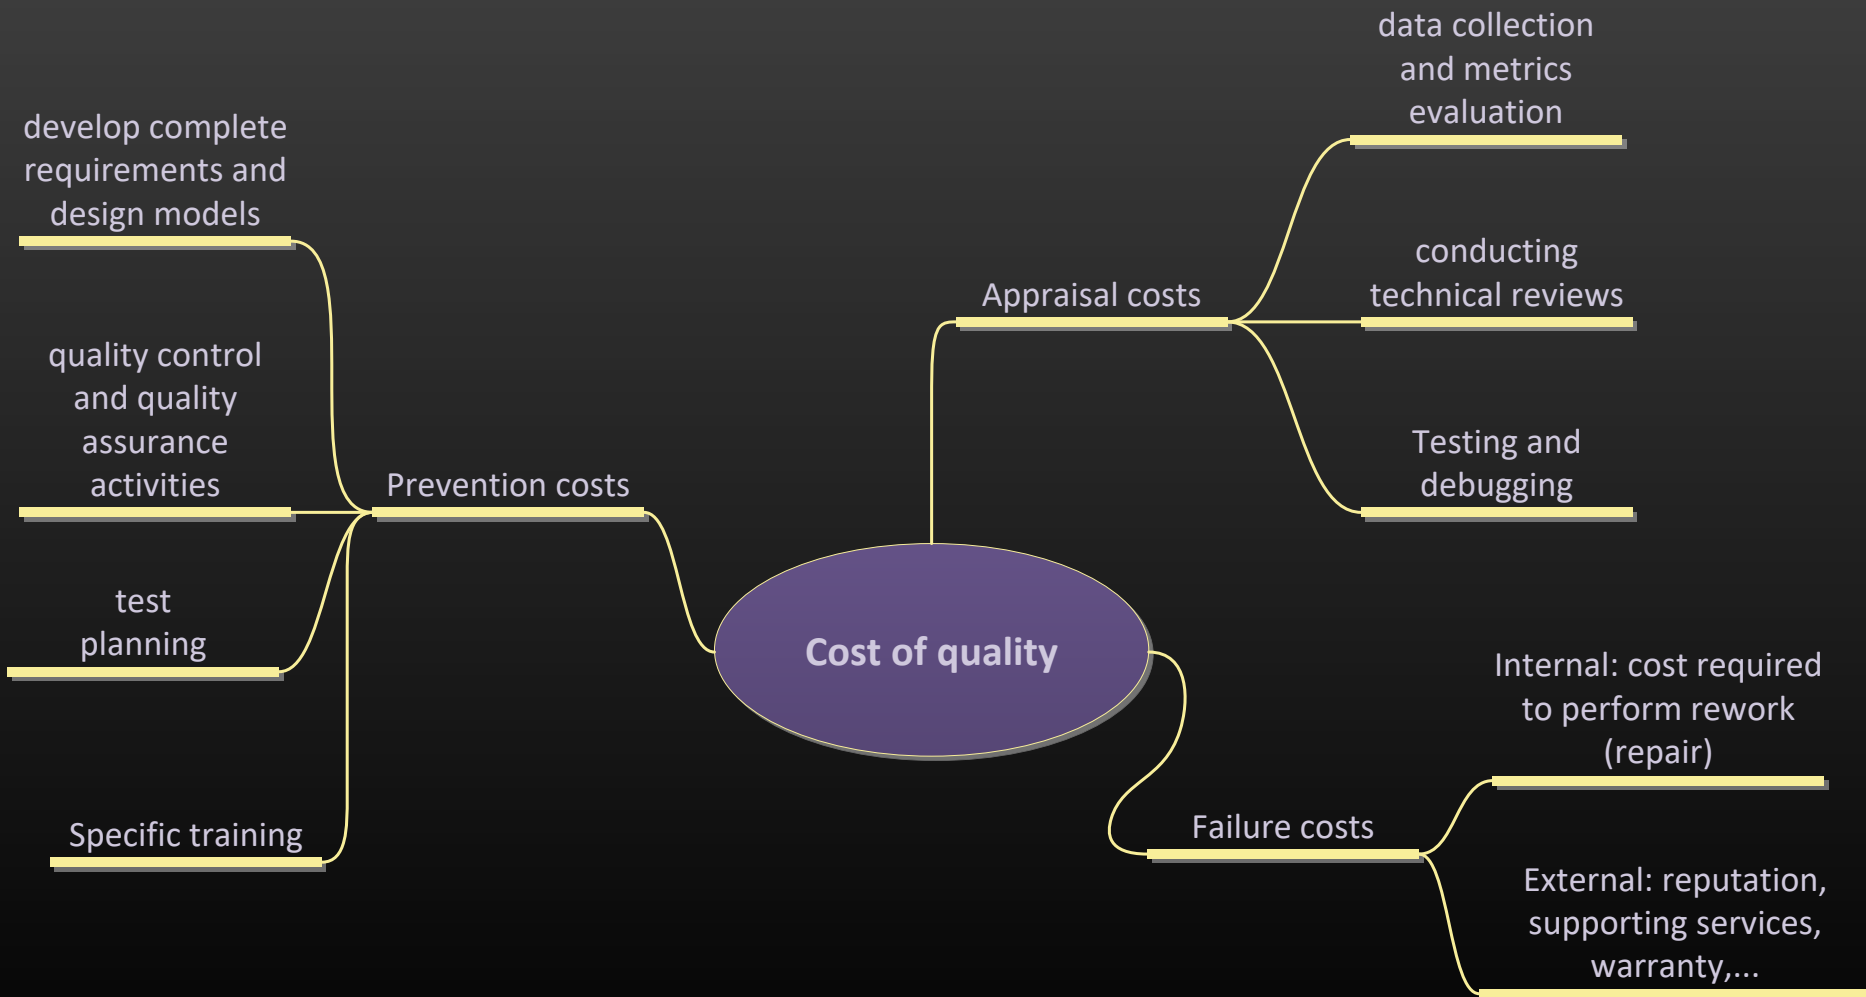 data collection
and metrics
evaluation
develop complete
requirements and
design models
conducting
technical reviews
Appraisal costs
quality control
and quality
assurance
activities
Testing and
debugging
Prevention costs
test
planning
Cost of quality
Internal: cost required
to perform rework
(repair)
Specific training
Failure costs
External: reputation,
supporting services,
warranty,...